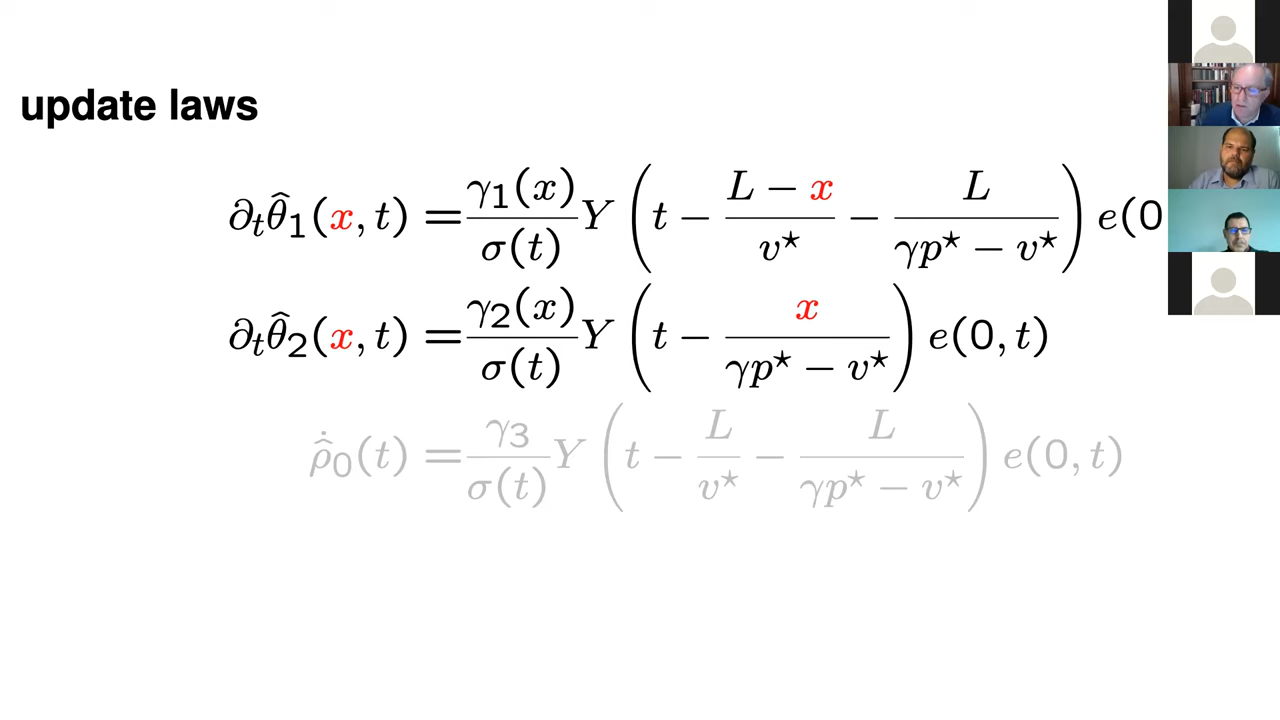 update laws
∂ₜθ̂₁(x, t) = γ₁(x)/σ(t) Y (t − (L − x)/v⋆ − L/(γp⋆ − v⋆)) e(0
∂ₜθ̂₂(x, t) = γ₂(x)/σ(t) Y (t − x/(γp⋆ − v⋆)) e(0, t)
ρ̂̇₀(t) = γ₃/σ(t) Y (t − L/v⋆ − L/(γp⋆ − v⋆)) e(0, t)